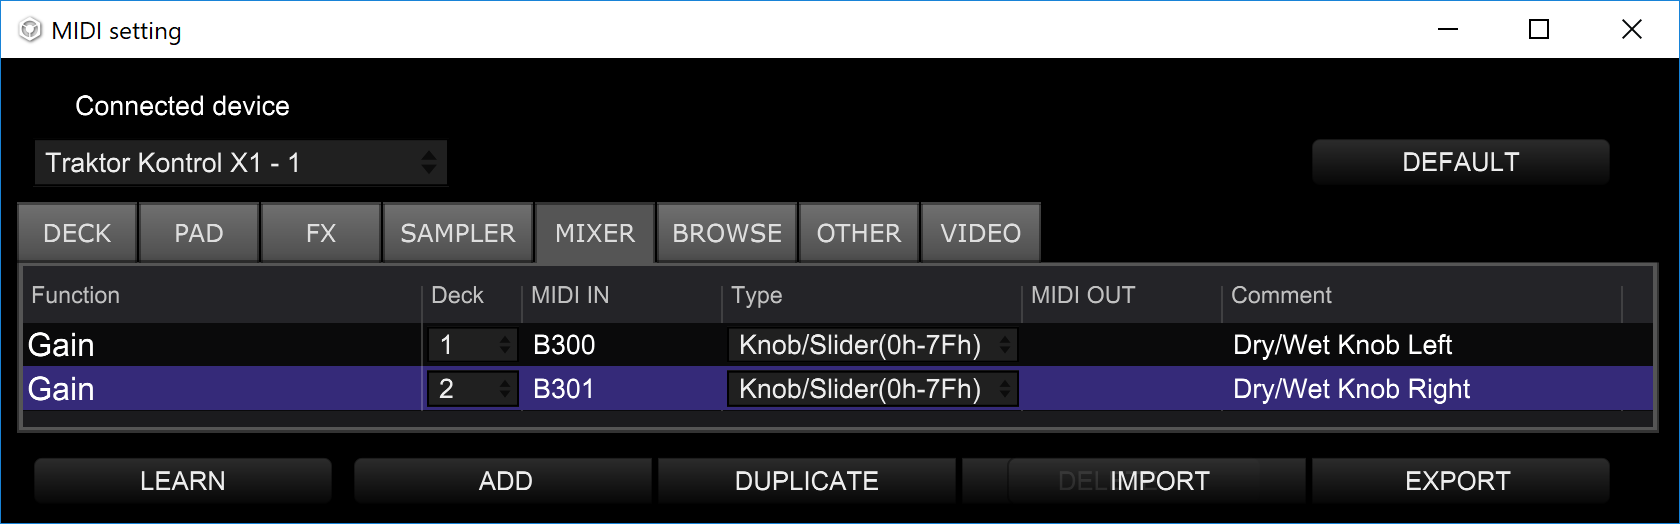 MIDI setting
Connected device
Traktor Kontrol X1 - 1
DEFAULT
DECK PAD FX SAMPLER MIXER BROWSE OTHER VIDEO
Function Deck MIDI IN Type MIDI OUT Comment
Gain 1 B300 Knob/Slider(0h-7Fh) Dry/Wet Knob Left
Gain 2 B301 Knob/Slider(0h-7Fh) Dry/Wet Knob Right
LEARN ADD DUPLICATE IMPORT EXPORT